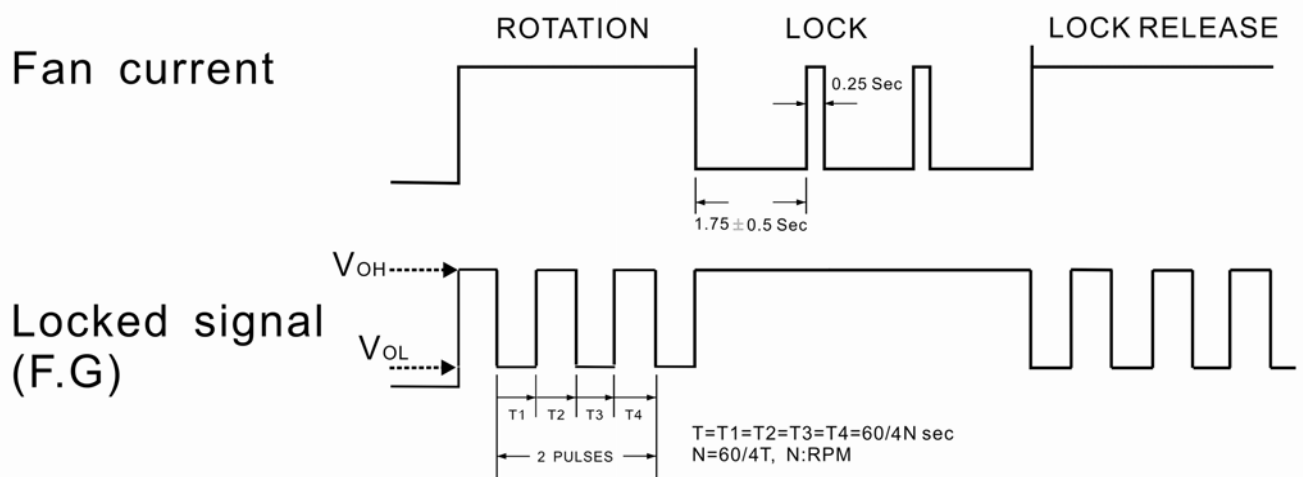 ROTATION LOCK LOCK RELEASE
Fan current
0.25 Sec
1.75±0.5 Sec
VOH
Locked signal
(F.G)
VOL
T1 T2 T3 T4
2 PULSES
T=T1=T2=T3=T4=60/4N sec
N=60/4T, N:RPM